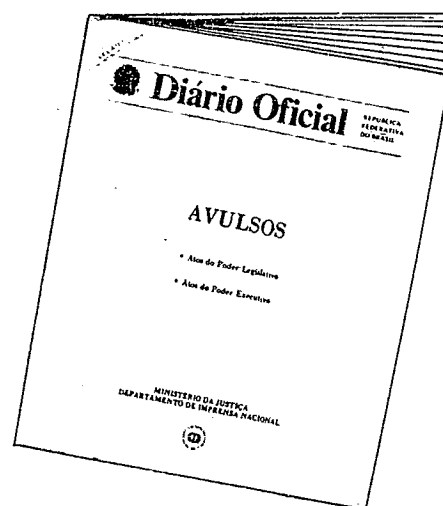 Diário Oficial
REPÚBLICA
FEDERATIVA
DO BRASIL
AVULSOS
• Atos do Poder Legislativo
• Atos do Poder Executivo
MINISTÉRIO DA JUSTIÇA
DEPARTAMENTO DE IMPRENSA NACIONAL